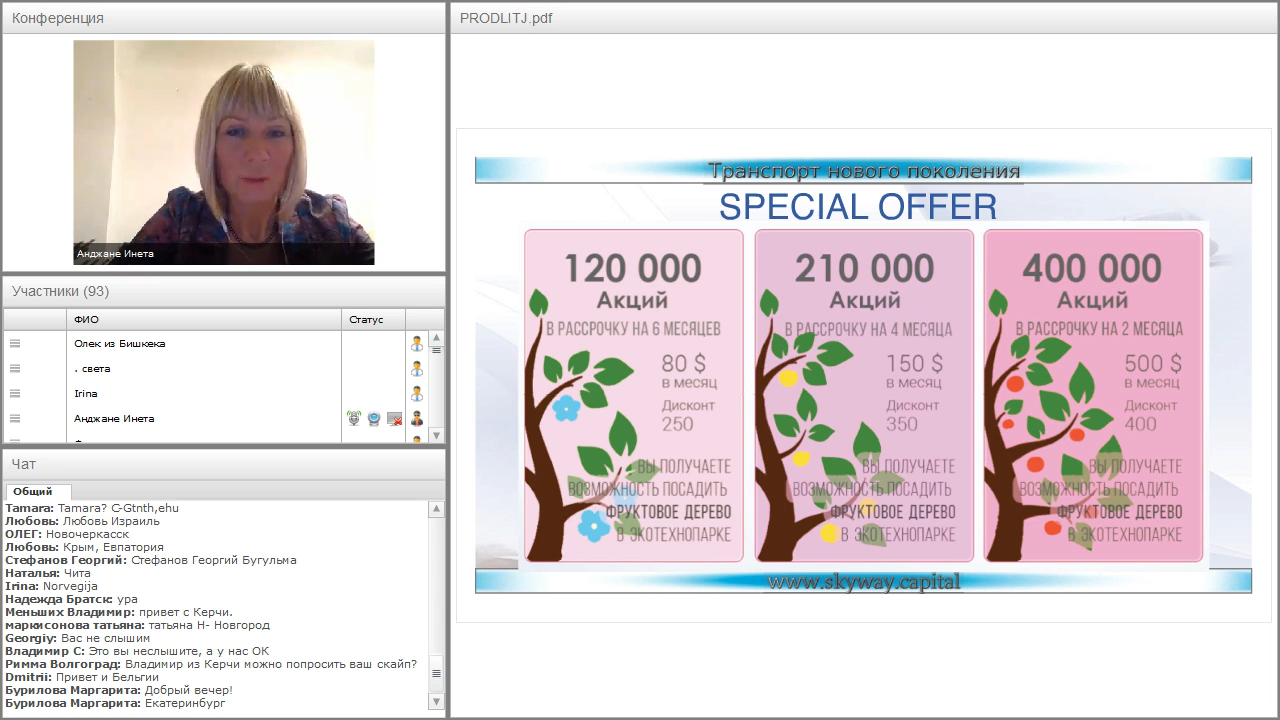 Конференция
Анджане Инета
Участники (93)
ФИО
Статус
Олек из Бишкека
. света
Irina
Анджане Инета
Чат
Общий
Tamara: Tamara? C-Gtnth,ehu
Любовь: Любовь Израиль
ОЛЕГ: Новочеркасск
Любовь: Крым, Евпатория
Стефанов Георгий: Стефанов Георгий Бугульма
Наталья: Чита
Irina: Norvegija
Надежда Братск: ура
Меньших Владимир: привет с Керчи.
маркисонова татьяна: татьяна Н- Новгород
Georgiy: Вас не слышим
Владимир С: Это вы неслышите, а у нас ОК
Римма Волгоград: Владимир из Керчи можно попросить ваш скайп?
Dmitrii: Привет и Бельгии
Бурилова Маргарита: Добрый вечер!
Бурилова Маргарита: Екатеринбург
PRODLITJ.pdf
Транспорт нового поколения
SPECIAL OFFER
120 000
Акций
В РАССРОЧКУ НА 6 МЕСЯЦЕВ
80 $
в месяц
Дисконт
250
ВЫ ПОЛУЧАЕТЕ
ВОЗМОЖНОСТЬ ПОСАДИТЬ
ФРУКТОВОЕ ДЕРЕВО
В ЭКОТЕХНОПАРКЕ
210 000
Акций
В РАССРОЧКУ НА 4 МЕСЯЦА
150 $
в месяц
Дисконт
350
ВЫ ПОЛУЧАЕТЕ
ВОЗМОЖНОСТЬ ПОСАДИТЬ
ФРУКТОВОЕ ДЕРЕВО
В ЭКОТЕХНОПАРКЕ
400 000
Акций
В РАССРОЧКУ НА 2 МЕСЯЦА
500 $
в месяц
Дисконт
400
ВЫ ПОЛУЧАЕТЕ
ВОЗМОЖНОСТЬ ПОСАДИТЬ
ФРУКТОВОЕ ДЕРЕВО
В ЭКОТЕХНОПАРКЕ
www.skyway.capital